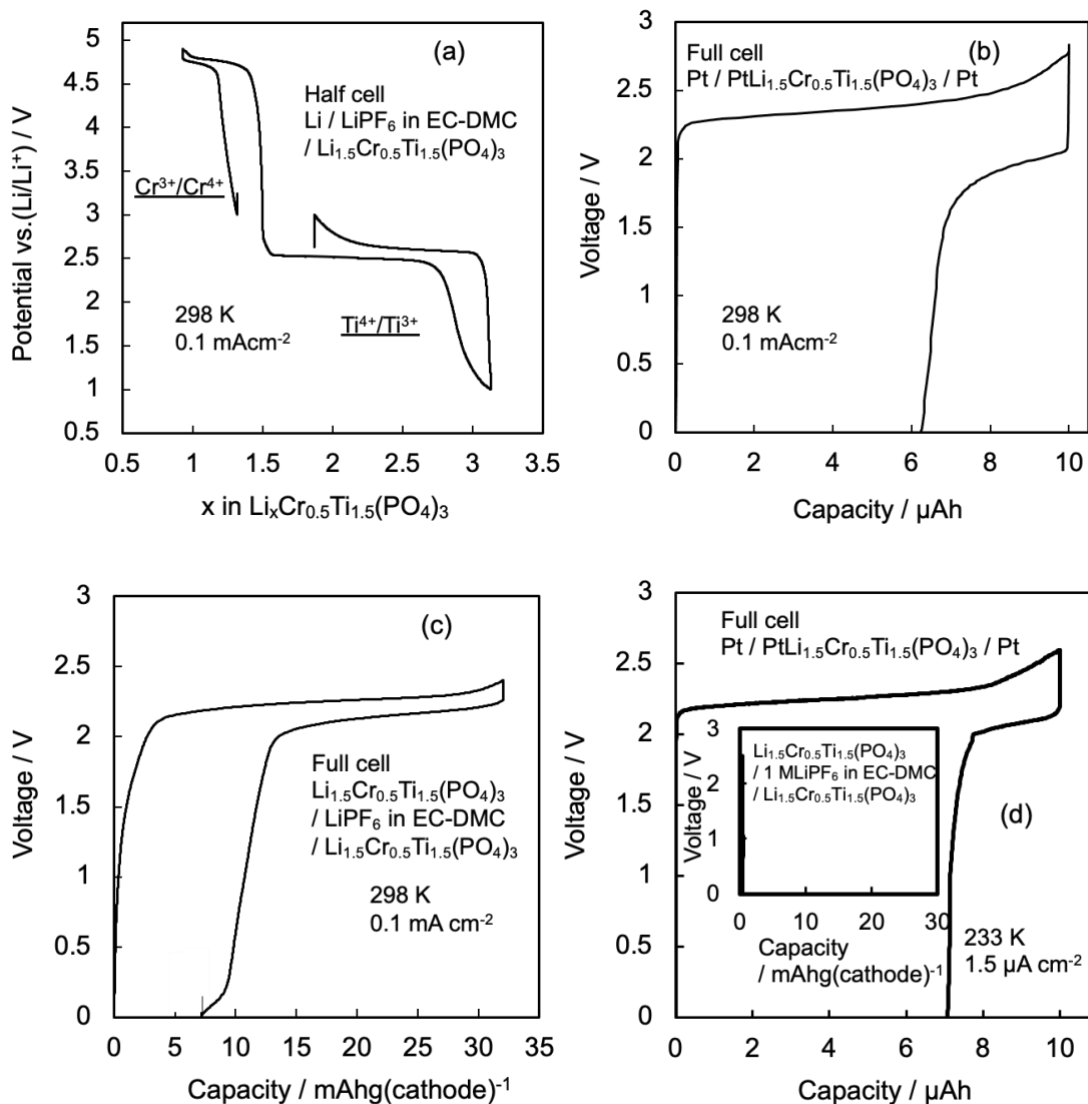 (a)
Half cell
Li / LiPF₆ in EC-DMC
/ Li₁.₅Cr₀.₅Ti₁.₅(PO₄)₃
Cr³⁺/Cr⁴⁺
298 K
0.1 mAcm⁻²
Ti⁴⁺/Ti³⁺
Potential vs.(Li/Li⁺) / V
5
4.5
4
3.5
3
2.5
2
1.5
1
0.5
0.5
1
1.5
2
2.5
3
3.5
x in LiₓCr₀.₅Ti₁.₅(PO₄)₃
(b)
Full cell
Pt / PtLi₁.₅Cr₀.₅Ti₁.₅(PO₄)₃ / Pt
298 K
0.1 mAcm⁻²
Voltage / V
3
2.5
2
1.5
1
0.5
0
0
2
4
6
8
10
Capacity / µAh
(c)
Full cell
Li₁.₅Cr₀.₅Ti₁.₅(PO₄)₃
/ LiPF₆ in EC-DMC
/ Li₁.₅Cr₀.₅Ti₁.₅(PO₄)₃
298 K
0.1 mA cm⁻²
Voltage / V
3
2.5
2
1.5
1
0.5
0
0
5
10
15
20
25
30
35
Capacity / mAhg(cathode)⁻¹
Full cell
Pt / PtLi₁.₅Cr₀.₅Ti₁.₅(PO₄)₃ / Pt
Li₁.₅Cr₀.₅Ti₁.₅(PO₄)₃
/ 1 MLiPF₆ in EC-DMC
/ Li₁.₅Cr₀.₅Ti₁.₅(PO₄)₃
Voltage / V
3
2
1
0
0
10
20
30
Capacity
/ mAhg(cathode)⁻¹
(d)
233 K
1.5 µA cm⁻²
Voltage / V
3
2.5
2
1.5
1
0.5
0
0
2
4
6
8
10
Capacity / µAh